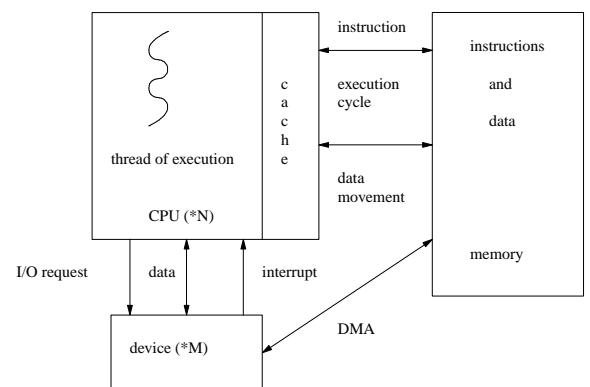 instruction
instructions
c
a
c
h
e
execution
cycle
and
data
thread of execution
data
movement
CPU (*N)
I/O request
data
interrupt
memory
DMA
device (*M)